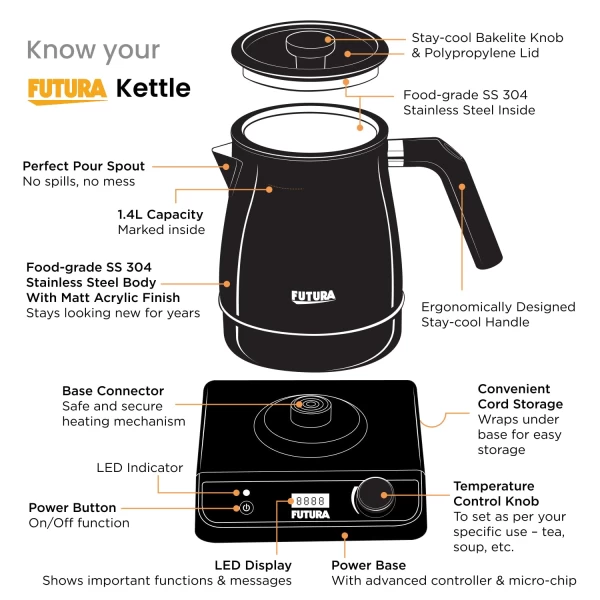 Know your
FUTURA Kettle
Stay-cool Bakelite Knob
& Polypropylene Lid
Food-grade SS 304
Stainless Steel Inside
Perfect Pour Spout
No spills, no mess
1.4L Capacity
Marked inside
Food-grade SS 304
Stainless Steel Body
With Matt Acrylic Finish
Stays looking new for years
FUTURA
Ergonomically Designed
Stay-cool Handle
Base Connector
Safe and secure
heating mechanism
Convenient
Cord Storage
Wraps under
base for easy
storage
LED Indicator
Power Button
On/Off function
8888
FUTURA
Temperature
Control Knob
To set as per your
specific use – tea,
soup, etc.
LED Display
Shows important functions & messages
Power Base
With advanced controller & micro-chip